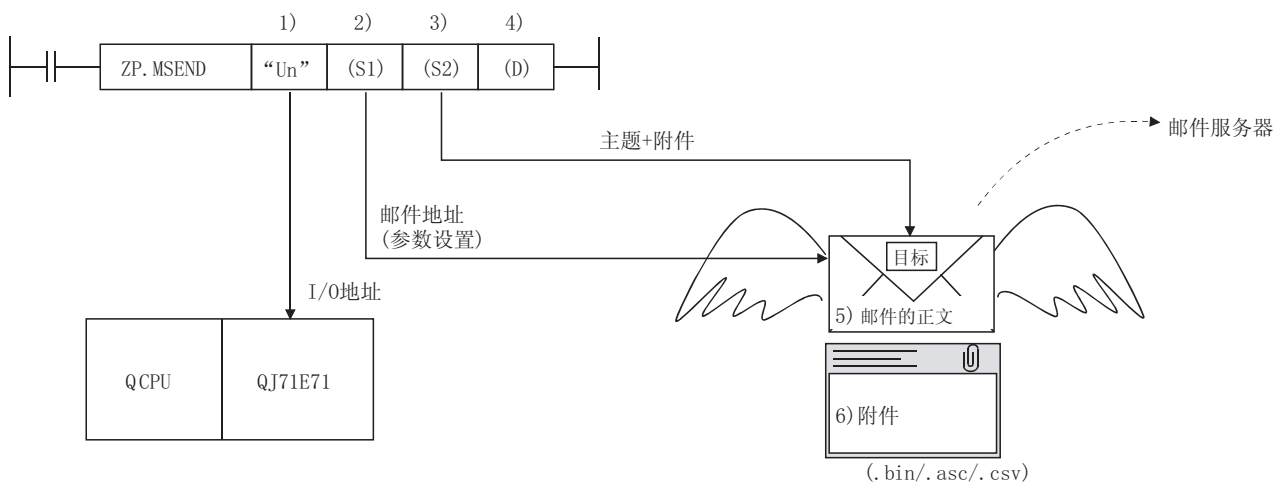 1) 2) 3) 4)
ZP.MSEND “Un” (S1) (S2) (D)
主题+附件
邮件服务器
邮件地址
(参数设置)
目标
I/O地址
5) 邮件的正文
QCPU QJ71E71
6)附件
(.bin/.asc/.csv)